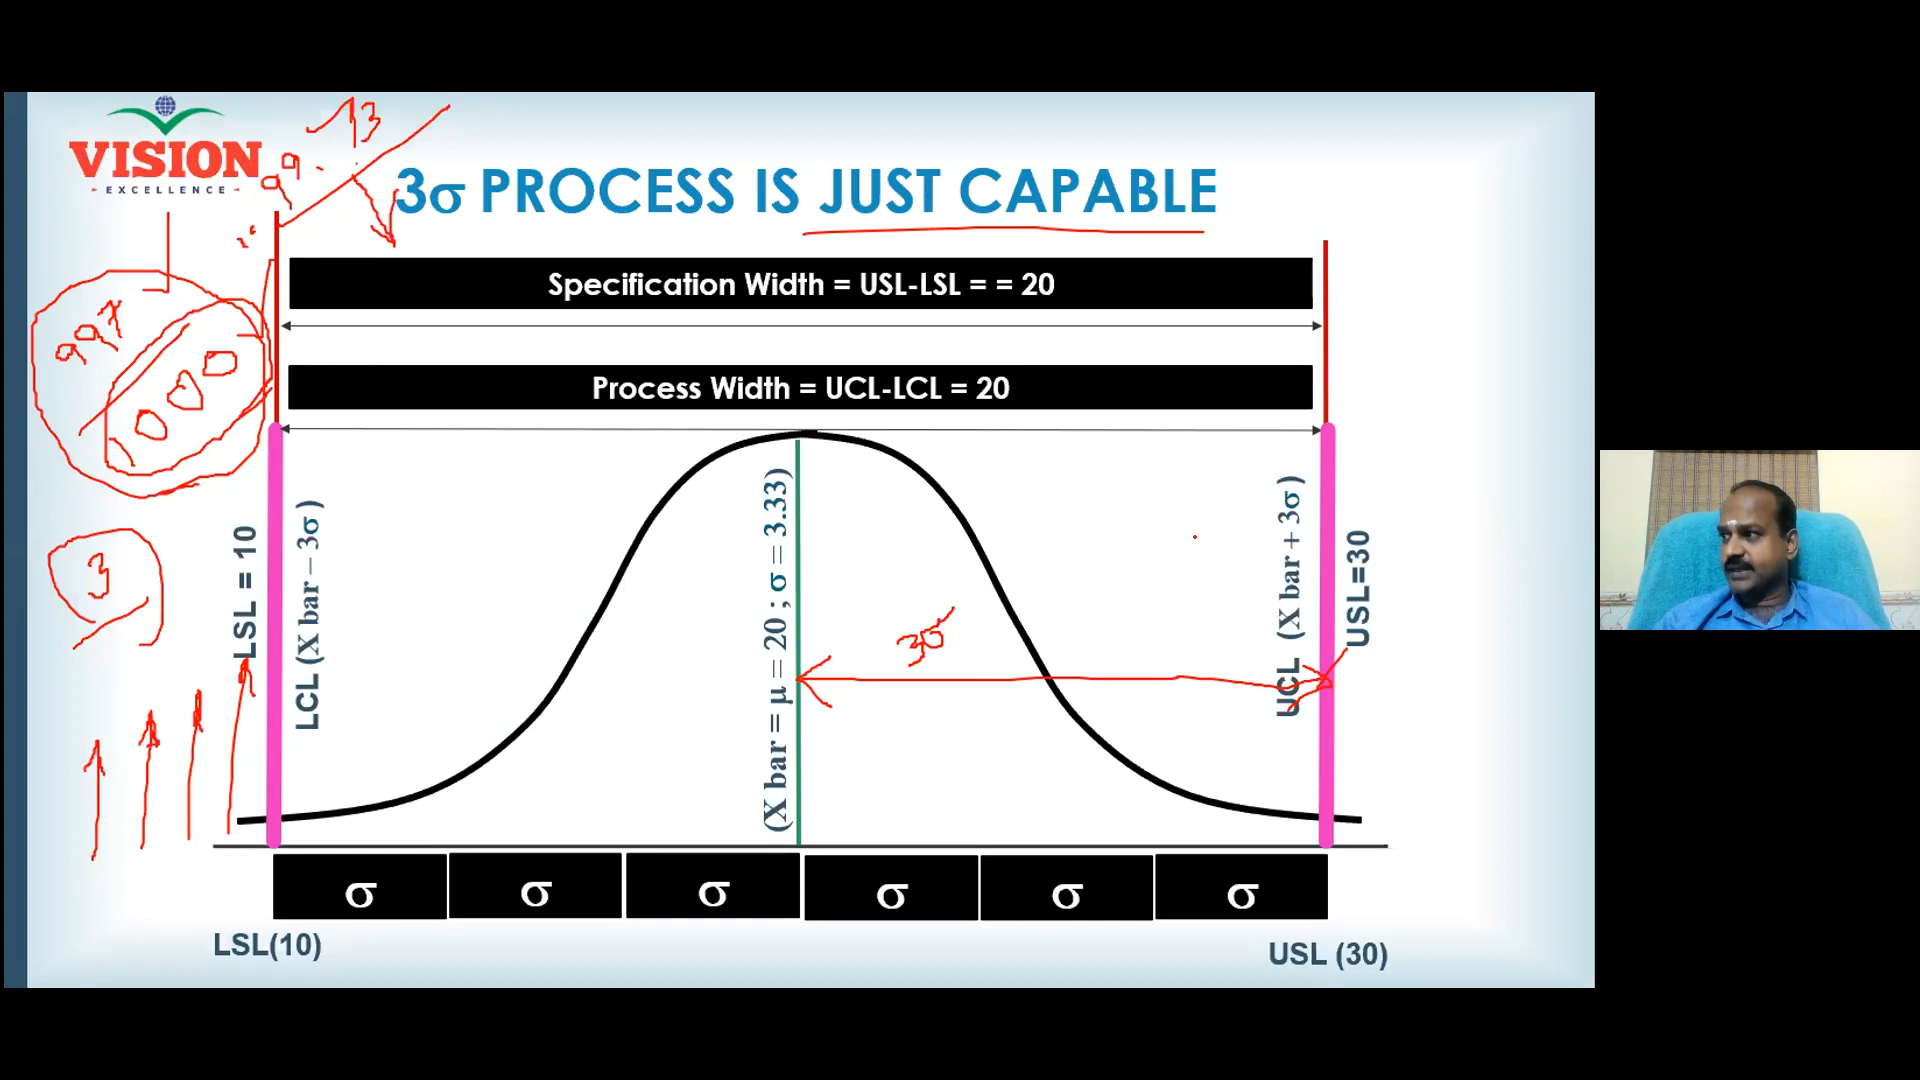 VISION
EXCELLENCE
99.73
3σ PROCESS IS JUST CAPABLE
Specification Width = USL-LSL = = 20
Process Width = UCL-LCL = 20
997
3
LSL = 10
LCL (X bar – 3σ)
(X bar = μ = 20 ; σ = 3.33)
3σ
UCL (X bar + 3σ)
USL=30
σ σ σ σ σ σ
LSL(10)
USL (30)